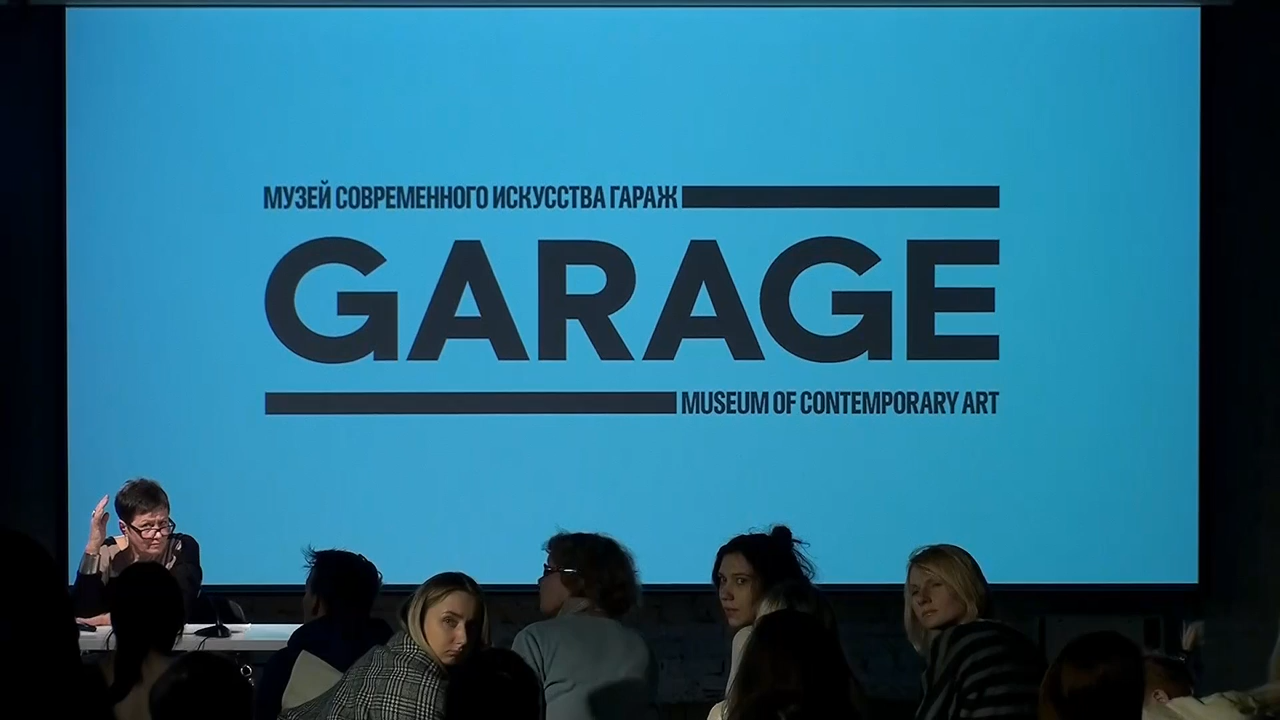 МУЗЕЙ СОВРЕМЕННОГО ИСКУССТВА ГАРАЖ
GARAGE
MUSEUM OF CONTEMPORARY ART